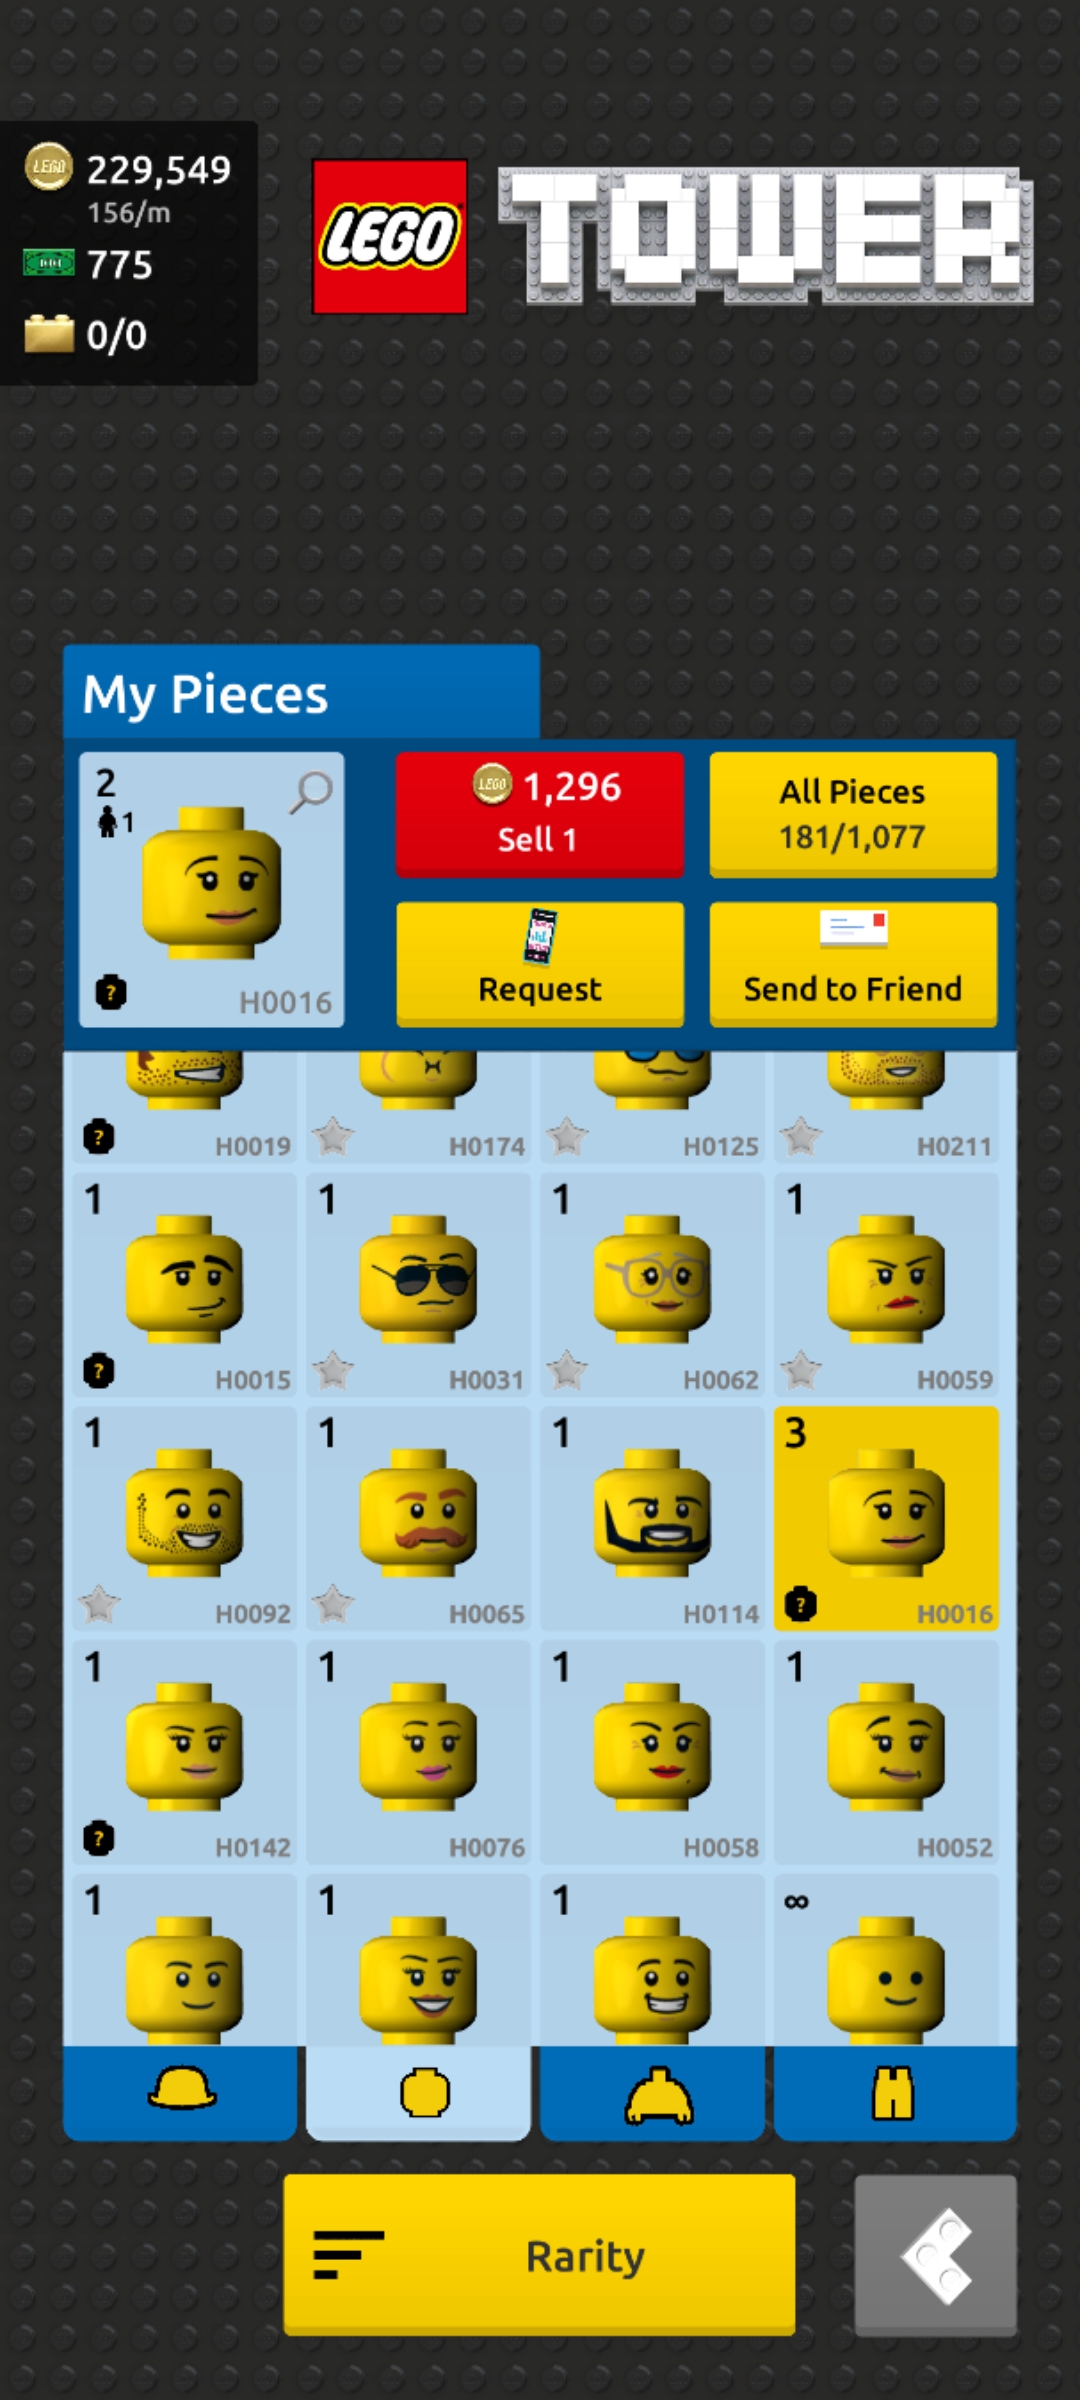 229,549
156/m
775
0/0
LEGO
TOWER
My Pieces
2
1
H0016
1,296
Sell 1
All Pieces
181/1,077
Request
Send to Friend
?
H0019
H0174
H0125
H0211
1
1
1
1
?
H0015
H0031
H0062
H0059
1
1
1
3
H0092
H0065
H0114
?
H0016
1
1
1
1
?
H0142
H0076
H0058
H0052
1
1
1
∞
Rarity